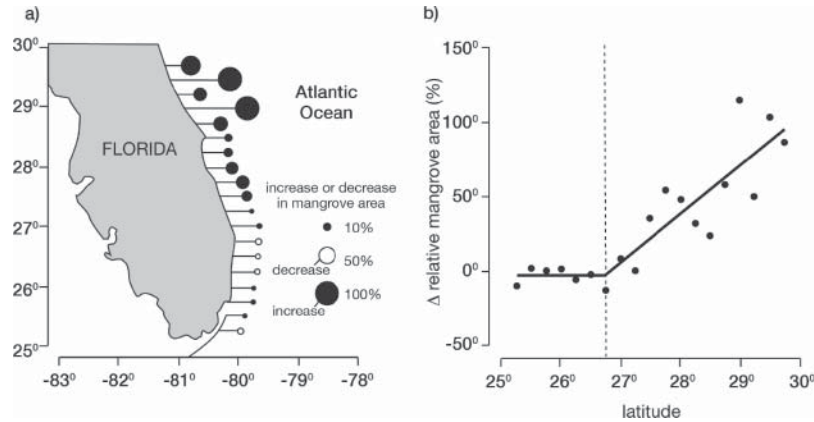 a)
30⁰
29⁰
28⁰
27⁰
26⁰
25⁰
-83⁰
-82⁰
-81⁰
-80⁰
-79⁰
-78⁰
FLORIDA
Atlantic
Ocean
increase or decrease
in mangrove area
10%
50%
decrease
100%
increase
b)
150⁰
100⁰
50⁰
0⁰
-50⁰
Δ relative mangrove area (%)
25⁰
26⁰
27⁰
28⁰
29⁰
30⁰
latitude